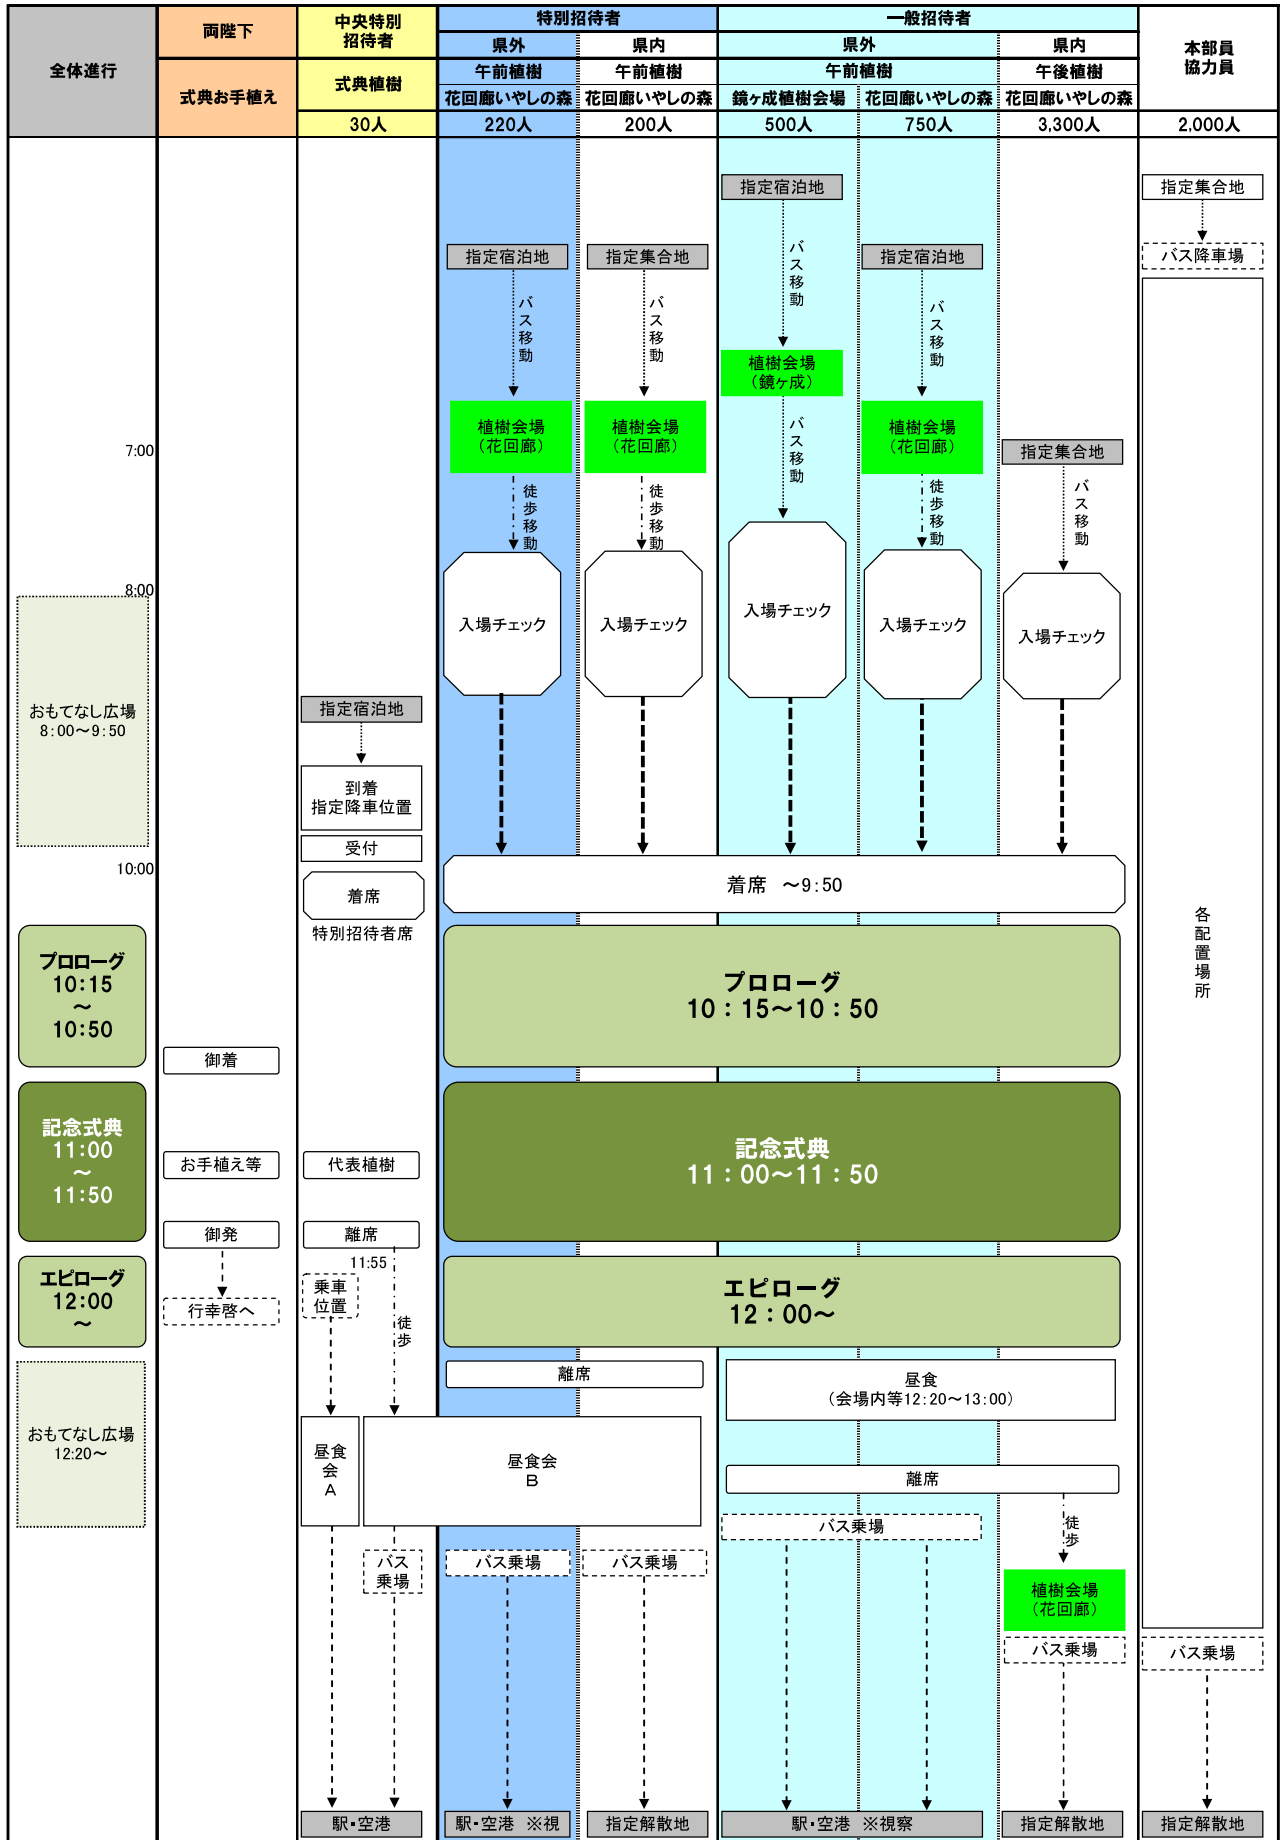 全体進行
両陛下
式典お手植え
中央特別
招待者
式典植樹
30人
特別招待者
県外
午前植樹
花回廊いやしの森
220人
県内
午前植樹
花回廊いやしの森
200人
一般招待者
県外
午前植樹
鏡ヶ成植樹会場
花回廊いやしの森
500人
750人
県内
午後植樹
花回廊いやしの森
3,300人
本部員
協力員
2,000人
指定宿泊地
指定集合地
バス移動
指定宿泊地
指定集合地
指定宿泊地
バス降車場
バス移動
バス移動
バス移動
植樹会場
（鏡ヶ成）
植樹会場
（花回廊）
植樹会場
（花回廊）
バス移動
植樹会場
（花回廊）
7:00
指定集合地
徒歩移動
徒歩移動
徒歩移動
バス移動
8:00
入場チェック
入場チェック
入場チェック
入場チェック
入場チェック
おもてなし広場
8:00～9:50
指定宿泊地
到着
指定降車位置
受付
10:00
着席
特別招待者席
着席　～9:50
各配置場所
プロローグ
10:15
～
10:50
プロローグ
10：15～10：50
御着
記念式典
11:00
～
11:50
記念式典
11：00～11：50
お手植え等
代表植樹
御発
離席
11:55
エピローグ
12:00
～
エピローグ
12：00～
行幸啓へ
乗車
位置
徒歩
離席
昼食
（会場内等12:20～13:00）
おもてなし広場
12:20～
昼食
会
A
昼食会
B
離席
バス乗場
徒歩
バス
乗場
バス乗場
バス乗場
植樹会場
（花回廊）
バス乗場
バス乗場
駅・空港
駅・空港 ※視
指定解散地
駅・空港 ※視察
指定解散地
指定解散地